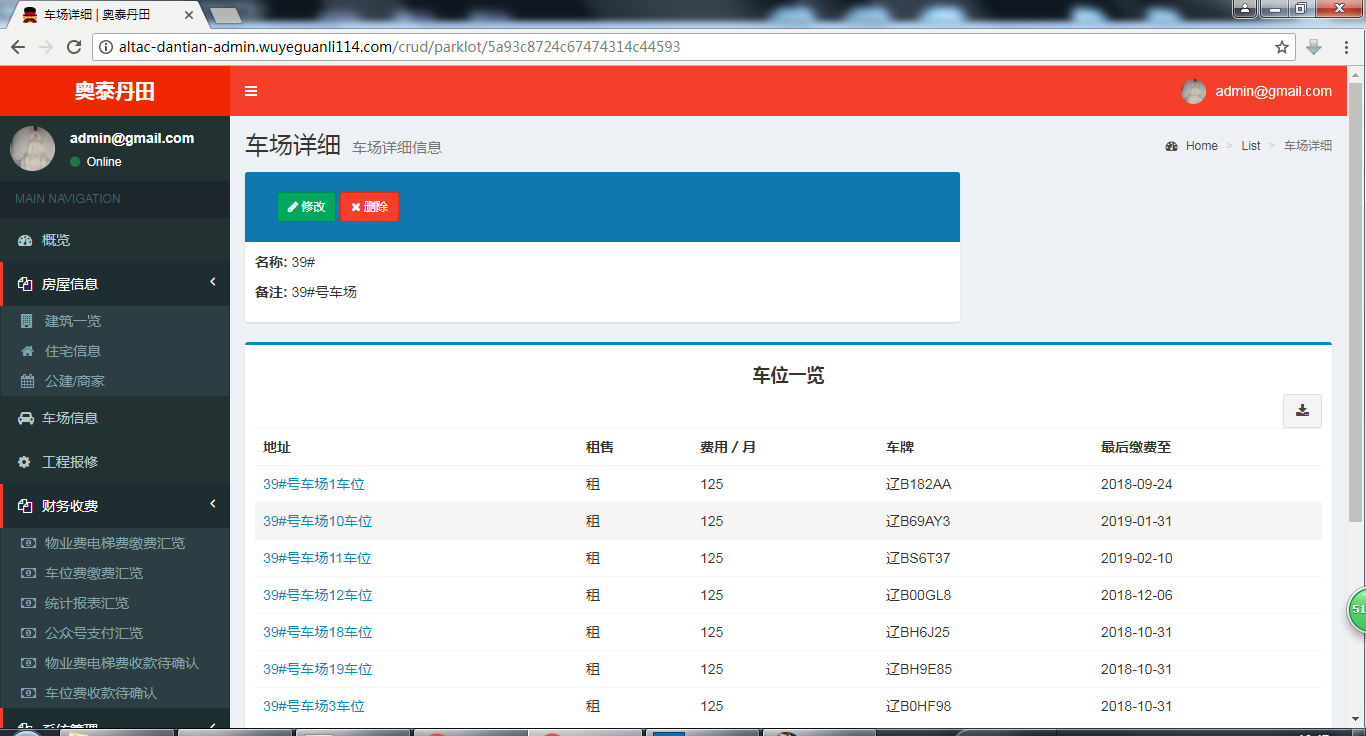 车场详细 | 奥泰丹田
altac-dantian-admin.wuyeguanli114.com/crud/parklot/5a93c8724c67474314c44593
奥泰丹田
admin@gmail.com
admin@gmail.com
Online
MAIN NAVIGATION
概览
房屋信息
建筑一览
住宅信息
公建/商家
车场信息
工程报修
财务收费
物业费电梯费缴费汇览
车位费缴费汇览
统计报表汇览
公众号支付汇览
物业费电梯费收款待确认
车位费收款待确认
系统管理
车场详细 车场详细信息
Home > List > 车场详细
修改 删除
名称: 39#
备注: 39#号车场
车位一览
地址 租售 费用 / 月 车牌 最后缴费至
39#号车场1车位 租 125 辽B182AA 2018-09-24
39#号车场10车位 租 125 辽B69AY3 2019-01-31
39#号车场11车位 租 125 辽BS6T37 2019-02-10
39#号车场12车位 租 125 辽B00GL8 2018-12-06
39#号车场18车位 租 125 辽BH6J25 2018-10-31
39#号车场19车位 租 125 辽BH9E85 2018-10-31
39#号车场3车位 租 125 辽B0HF98 2018-10-31
51